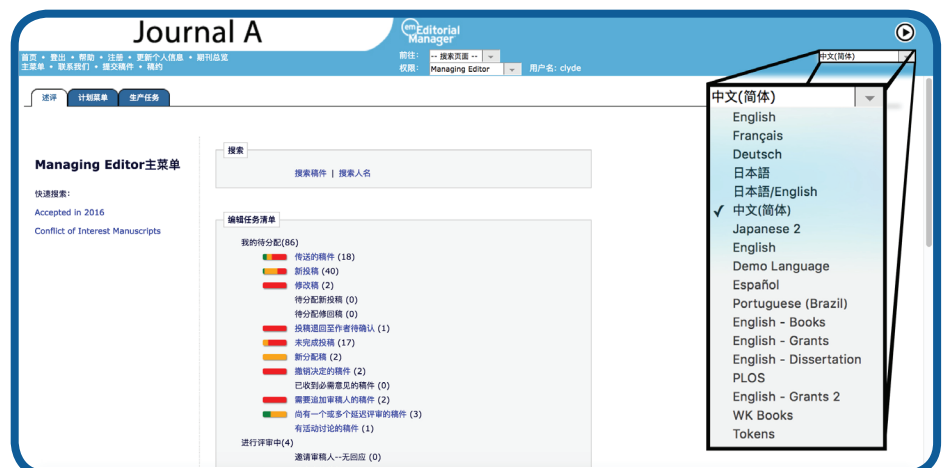 Journal A
em Editorial
Manager
首页 • 登出 • 帮助 • 注册 • 更新个人信息 • 期刊总览
主菜单 • 联系我们 • 提交稿件 • 稿约
前往: -- 搜索页面 --
权限: Managing Editor 用户名: clyde
中文(简体)
述评 计划菜单 生产任务
Managing Editor主菜单
快速搜索:
Accepted in 2016
Conflict of Interest Manuscripts
搜索
搜索稿件 | 搜索人名
编辑任务清单
我的待分配(86)
传送的稿件 (18)
新投稿 (40)
修改稿 (2)
待分配新投稿 (0)
待分配修回稿 (0)
投稿退回至作者待确认 (1)
未完成投稿 (17)
新分配稿 (2)
撤销决定的稿件 (2)
已收到必需意见的稿件 (0)
需要追加审稿人的稿件 (2)
尚有一个或多个延迟评审的稿件 (3)
有活动讨论的稿件 (1)
进行评审中(4)
邀请审稿人--无回应 (0)
中文(简体)
English
Français
Deutsch
日本語
日本語/English
✓ 中文(简体)
Japanese 2
English
Demo Language
Español
Portuguese (Brazil)
English - Books
English - Grants
English - Dissertation
PLOS
English - Grants 2
WK Books
Tokens